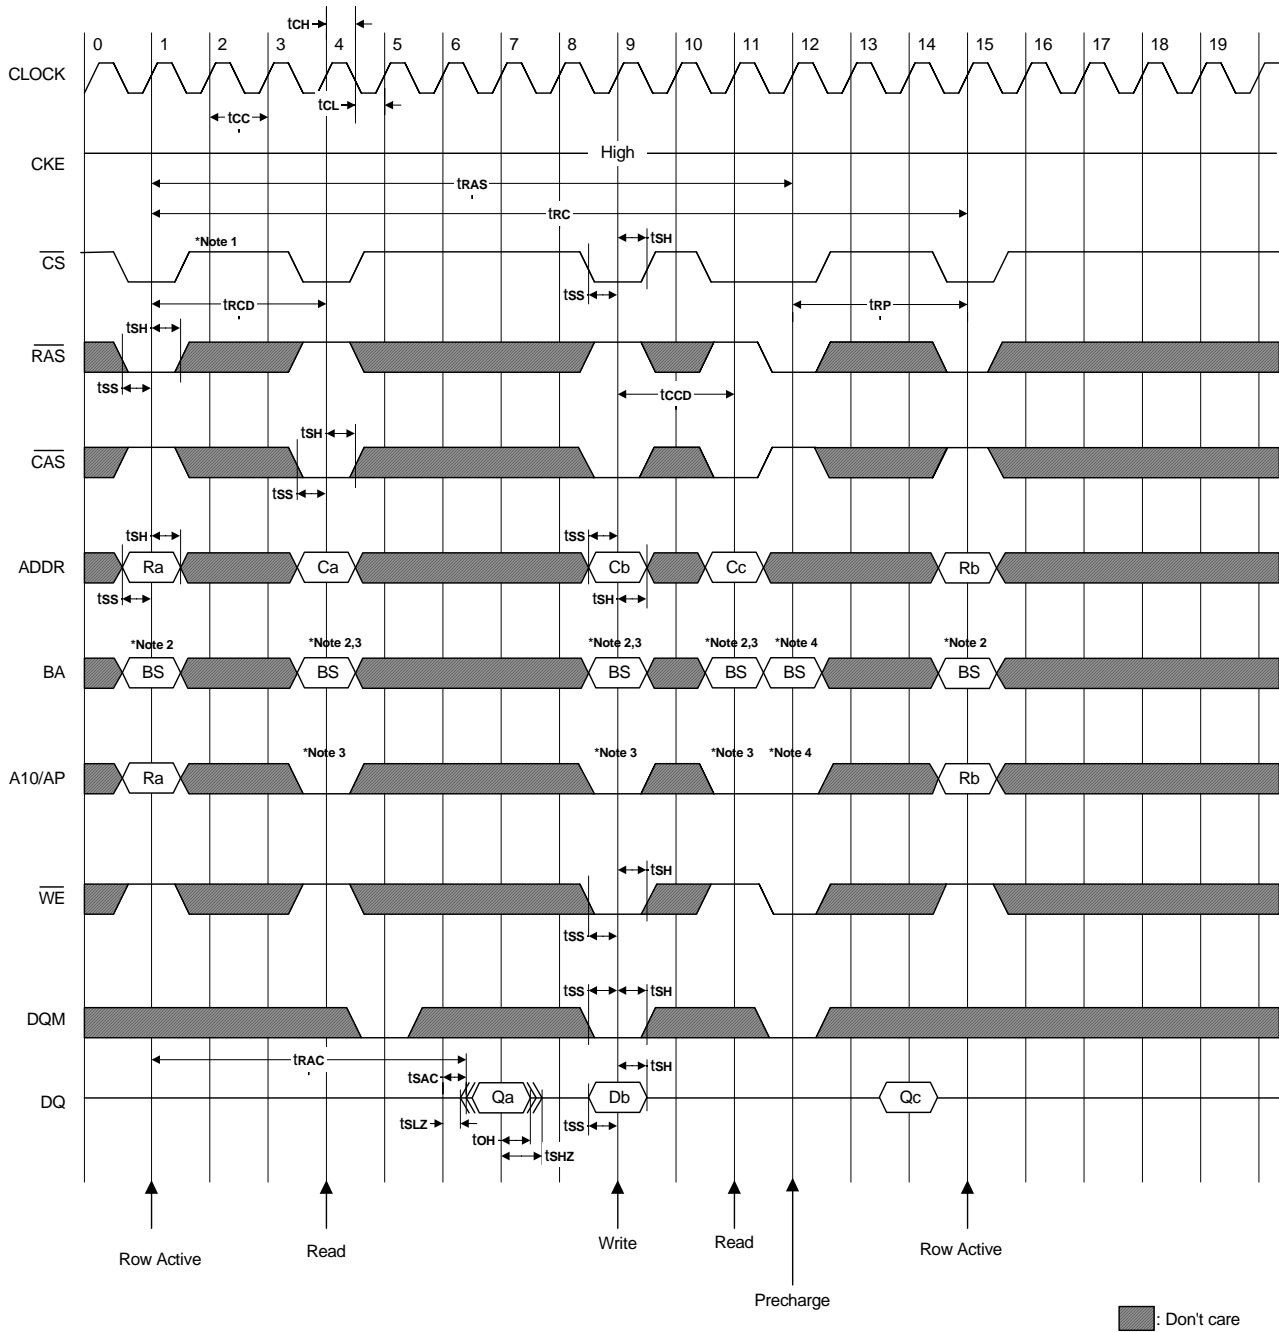 tCH
0 1 2 3 4 5 6 7 8 9 10 11 12 13 14 15 16 17 18 19
CLOCK
tCL
tCC
CKE
High
tRAS
tRC
*Note 1
tSH
CS
tSS
tRCD
tRP
tSH
RAS
tSS
tCCD
tSH
CAS
tSS
tSH
tSS
ADDR
Ra Ca Cb Cc Rb
tSS
tSH
*Note 2 *Note 2,3 *Note 2,3 *Note 2,3 *Note 4 *Note 2
BA
BS BS BS BS BS BS
*Note 3 *Note 3 *Note 3 *Note 4
A10/AP
Ra Rb
tSH
WE
tSS
tSS tSH
DQM
tRAC
tSAC
tSH
DQ
Qa Db Qc
tSLZ
tSS
tOH
tSHZ
Row Active Read Write Read Row Active
Precharge
: Don't care